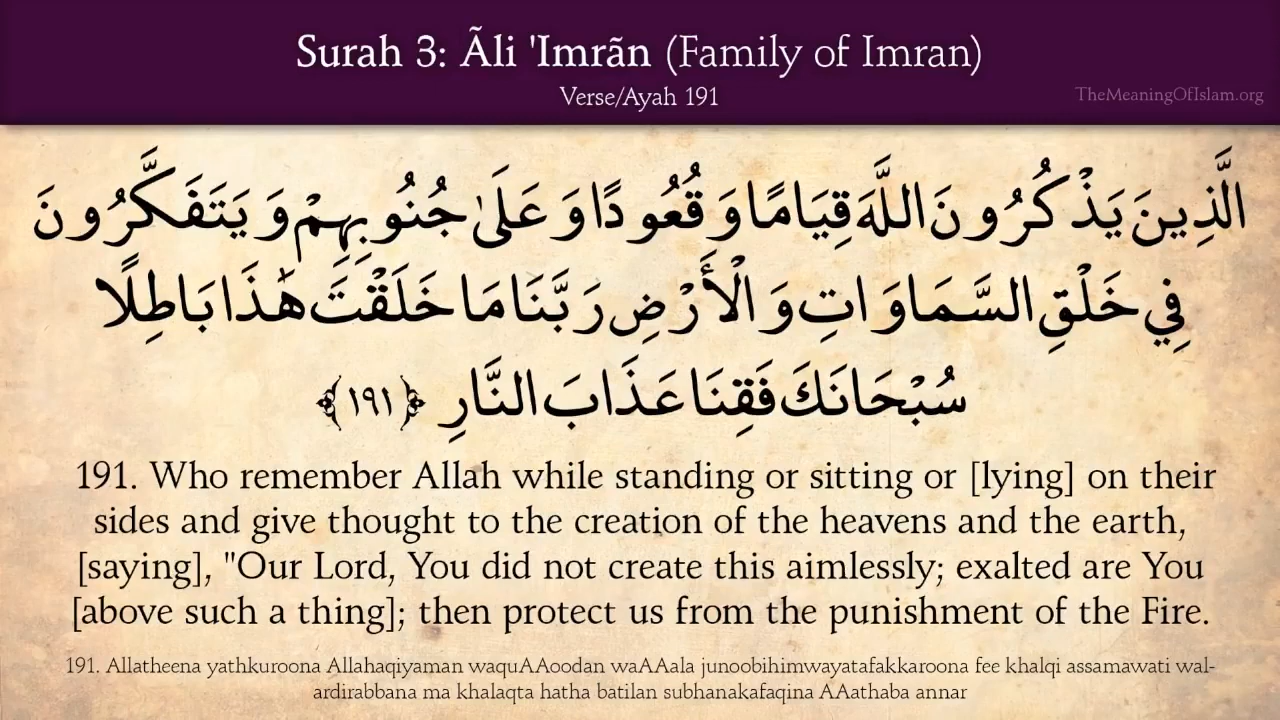 Surah 3: Ãli 'Imrãn (Family of Imran)
Verse/Ayah 191
TheMeaningOfIslam.org
الَّذِينَ يَذْكُرُونَ اللَّهَ قِيَامًا وَقُعُودًا وَعَلَىٰ جُنُوبِهِمْ وَيَتَفَكَّرُونَ
فِي خَلْقِ السَّمَاوَاتِ وَالْأَرْضِ رَبَّنَا مَا خَلَقْتَ هَٰذَا بَاطِلًا
سُبْحَانَكَ فَقِنَا عَذَابَ النَّارِ ﴿١٩١﴾
191. Who remember Allah while standing or sitting or [lying] on their
sides and give thought to the creation of the heavens and the earth,
[saying], "Our Lord, You did not create this aimlessly; exalted are You
[above such a thing]; then protect us from the punishment of the Fire.
191. Allatheena yathkuroona Allahaqiyaman waquAAoodan waAAala junoobihimwayatafakkaroona fee khalqi assamawati wal-
ardirabbana ma khalaqta hatha batilan subhanakafaqina AAathaba annar